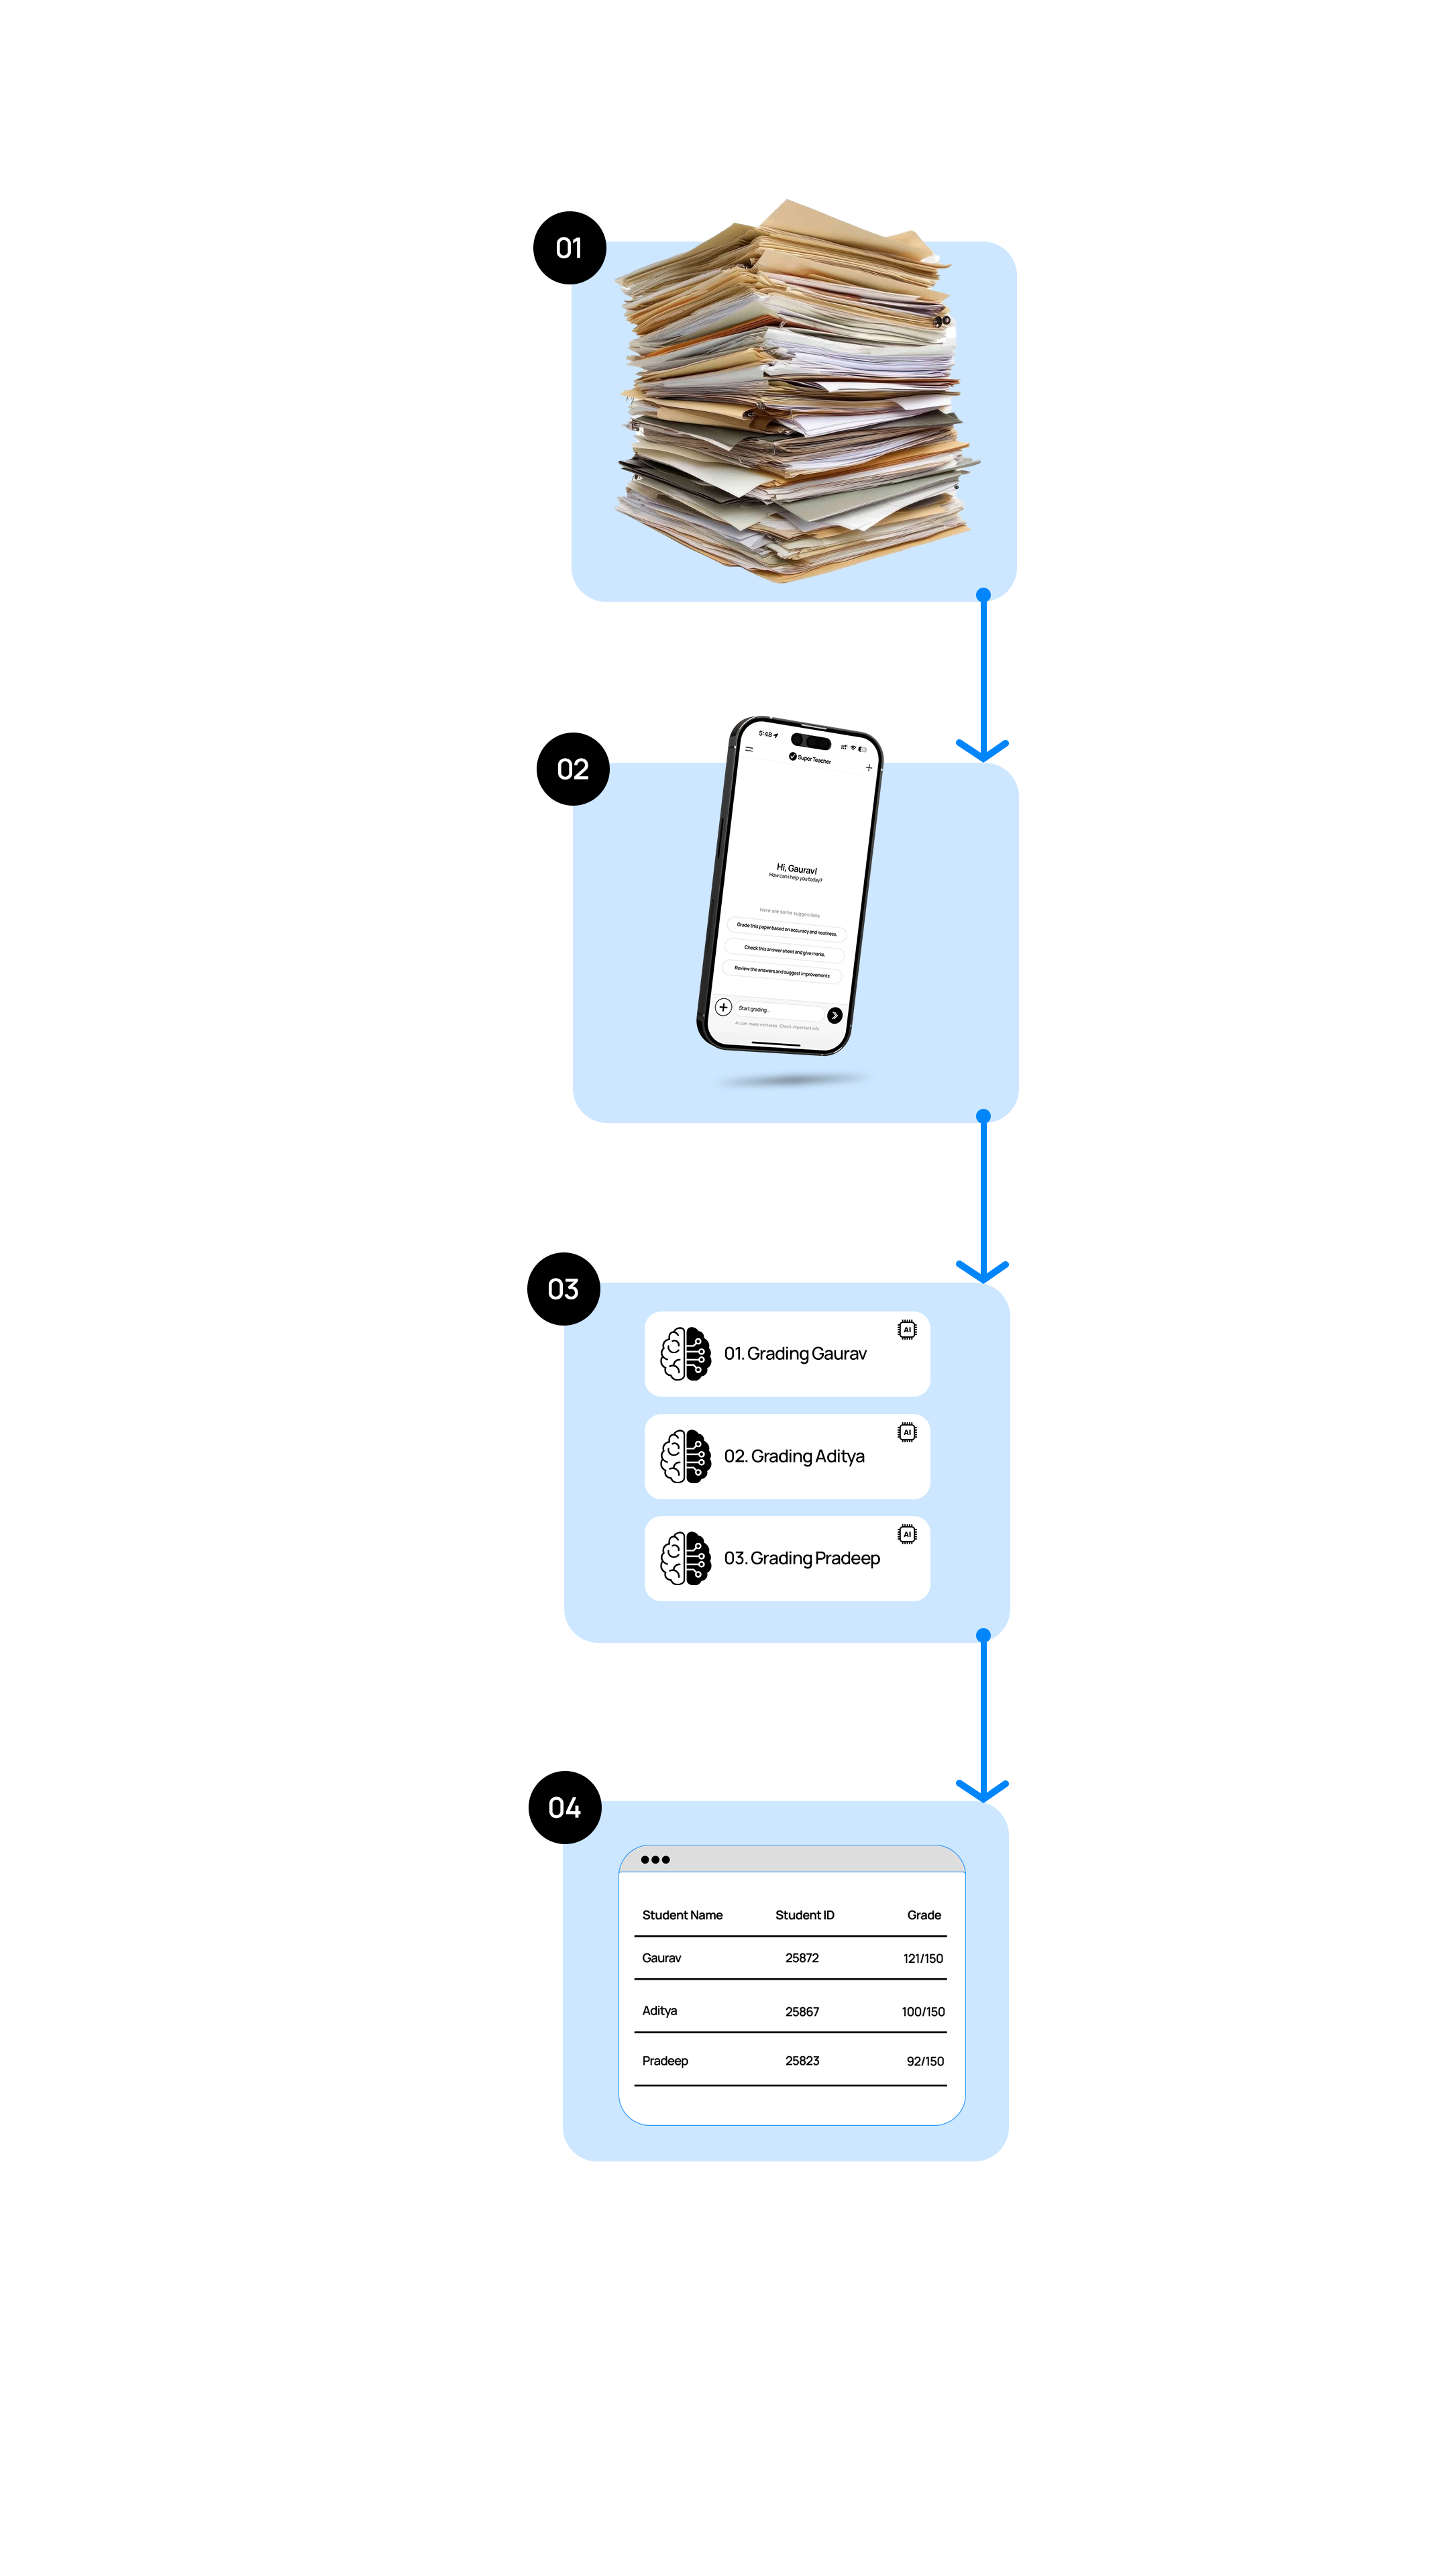 01
02
5:48
Super Teacher
Hi, Gaurav!
How can i help you today?
Here are some suggestions
Grade this paper based on accuracy and neatness.
Check this answer sheet and give marks.
Review the answers and suggest improvements
Start grading...
AI can make mistakes. Check important info.
03
AI
01. Grading Gaurav
AI
02. Grading Aditya
AI
03. Grading Pradeep
04
Student Name Student ID Grade
Gaurav 25872 121/150
Aditya 25867 100/150
Pradeep 25823 92/150